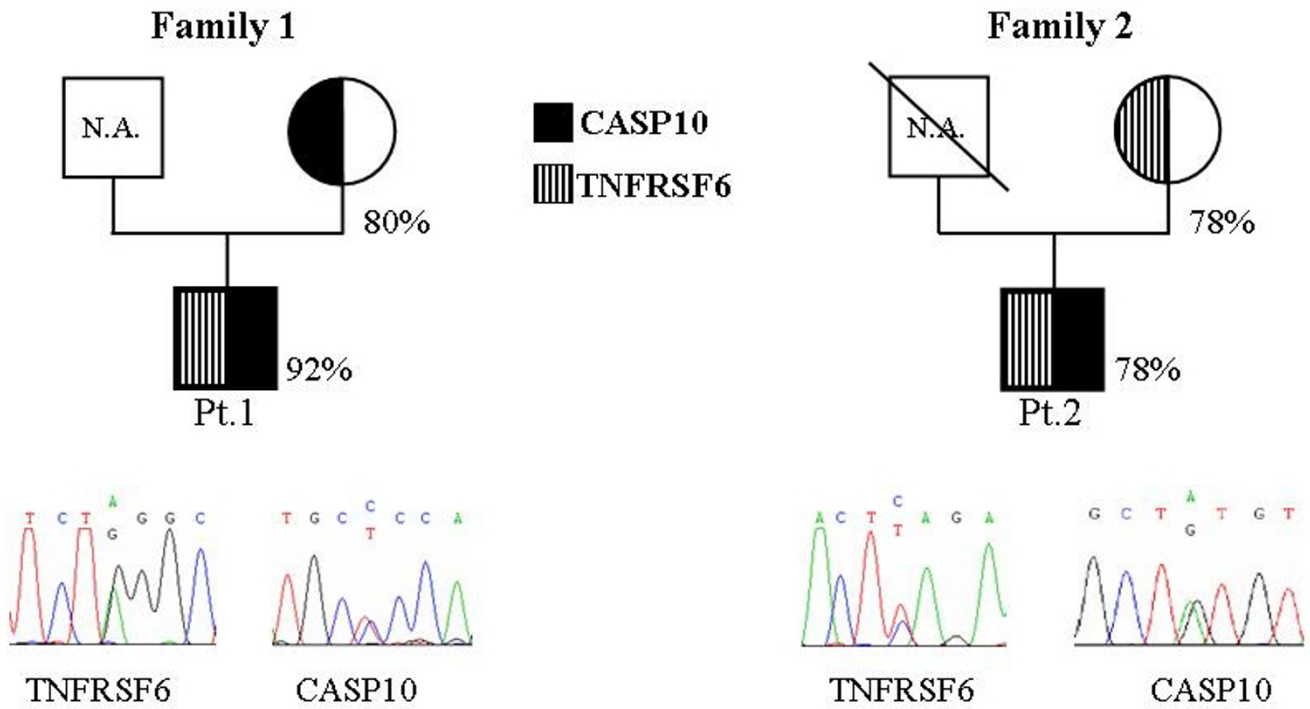 Family 1
Family 2
N.A.
CASP10
TNFRSF6
N.A.
80%
78%
92%
78%
Pt.1
Pt.2
A
T C T G G C
G
C
T G C C C A
T
C
A C T A G A
T
A
G C T T G T
G
TNFRSF6
CASP10
TNFRSF6
CASP10